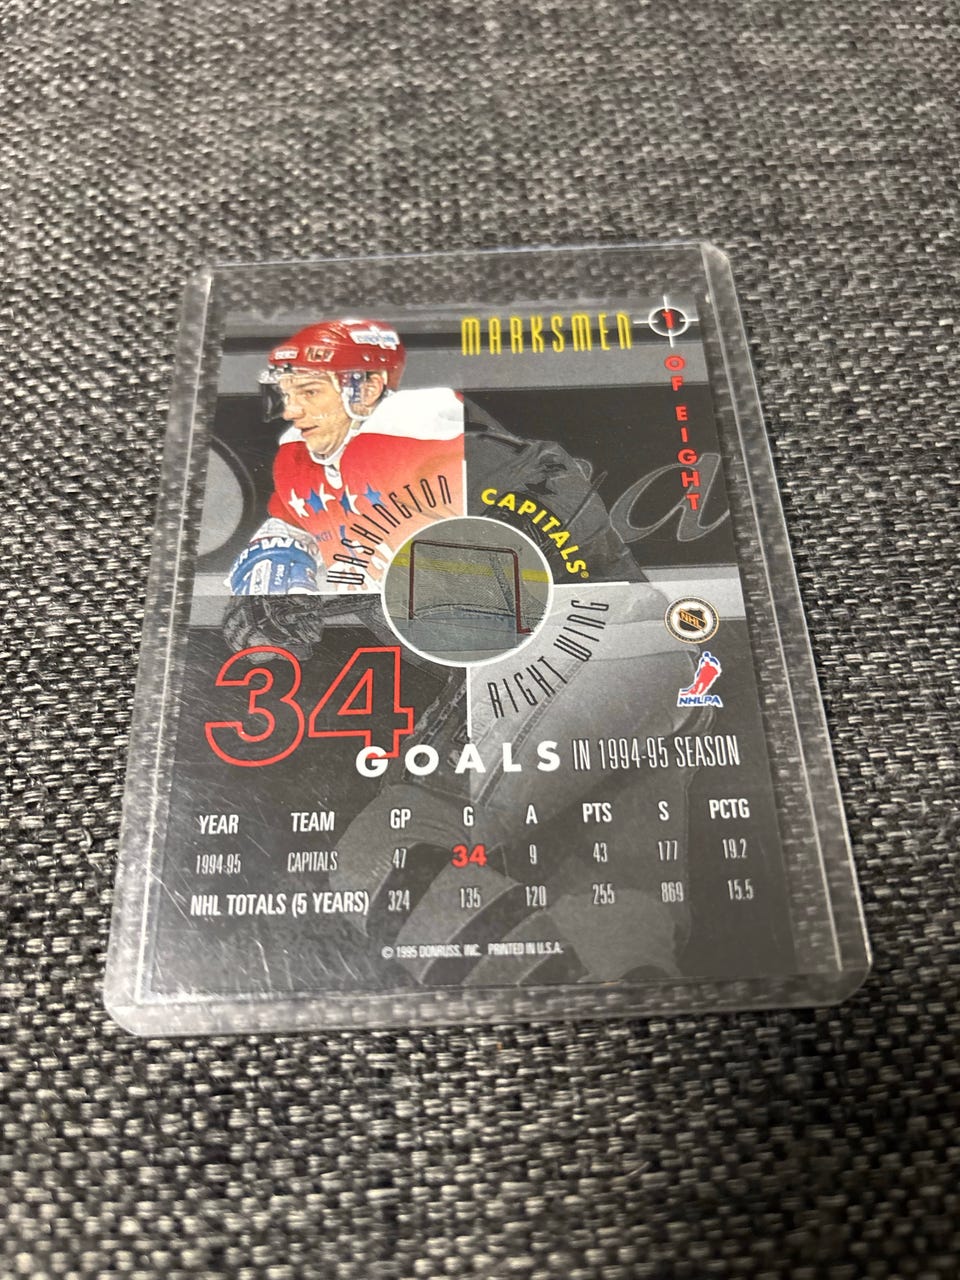 MARKSMEN 1
OF EIGHT
WASHINGTON
CAPITALS®
RIGHT WING
NHL
NHLPA
34
GOALS IN 1994-95 SEASON
YEAR TEAM GP G A PTS S PCTG
1994-95 CAPITALS 47 34 9 43 177 19.2
NHL TOTALS (5 YEARS) 324 135 120 255 869 15.5
© 1995 DONRUSS, INC. PRINTED IN U.S.A.